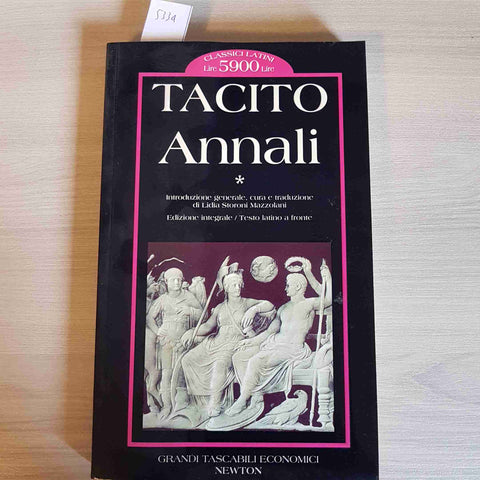 5339
CLASSICI LATINI
Lire 5900 Lire
TACITO
Annali
*
Introduzione generale, cura e traduzione
di Lidia Storoni Mazzolani
Edizione integrale / Testo latino a fronte
GRANDI TASCABILI ECONOMICI
NEWTON